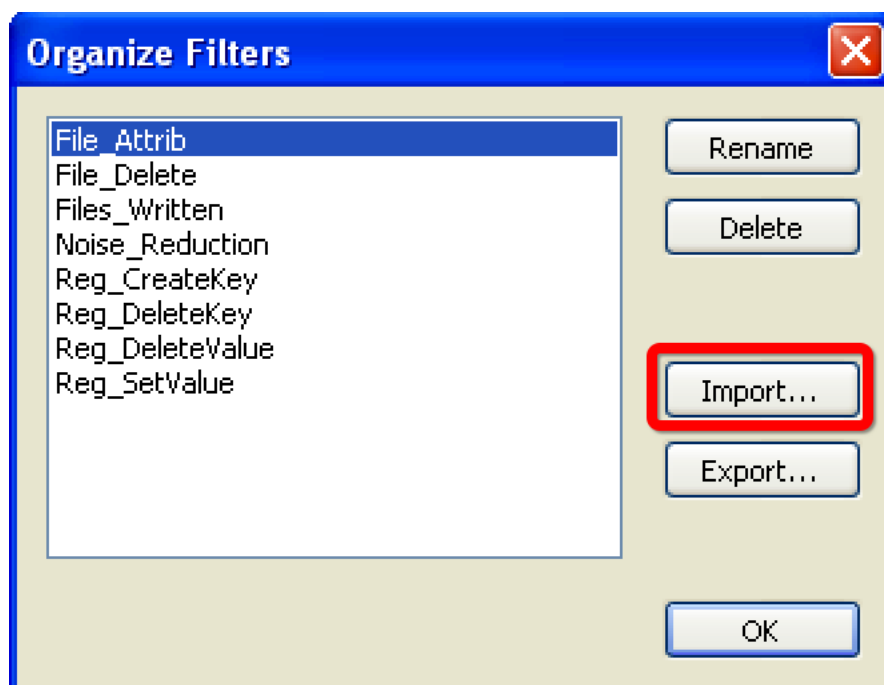 Organize Filters
File_Attrib
File_Delete
Files_Written
Noise_Reduction
Reg_CreateKey
Reg_DeleteKey
Reg_DeleteValue
Reg_SetValue
Rename
Delete
Import...
Export...
OK